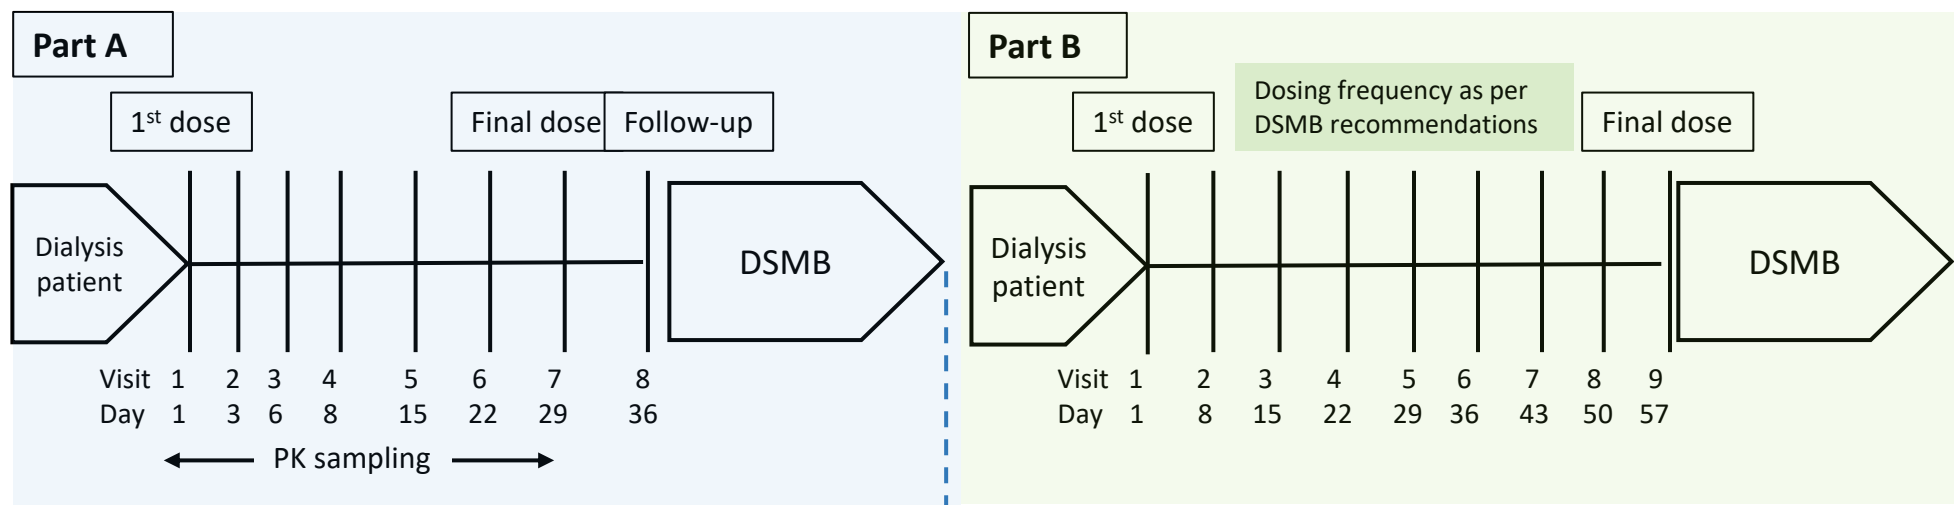 Part A
1st dose
Final dose
Follow-up
Dialysis
patient
DSMB
Visit 1 2 3 4 5 6 7 8
Day 1 3 6 8 15 22 29 36
PK sampling
Part B
1st dose
Dosing frequency as per
DSMB recommendations
Final dose
Dialysis
patient
DSMB
Visit 1 2 3 4 5 6 7 8 9
Day 1 8 15 22 29 36 43 50 57